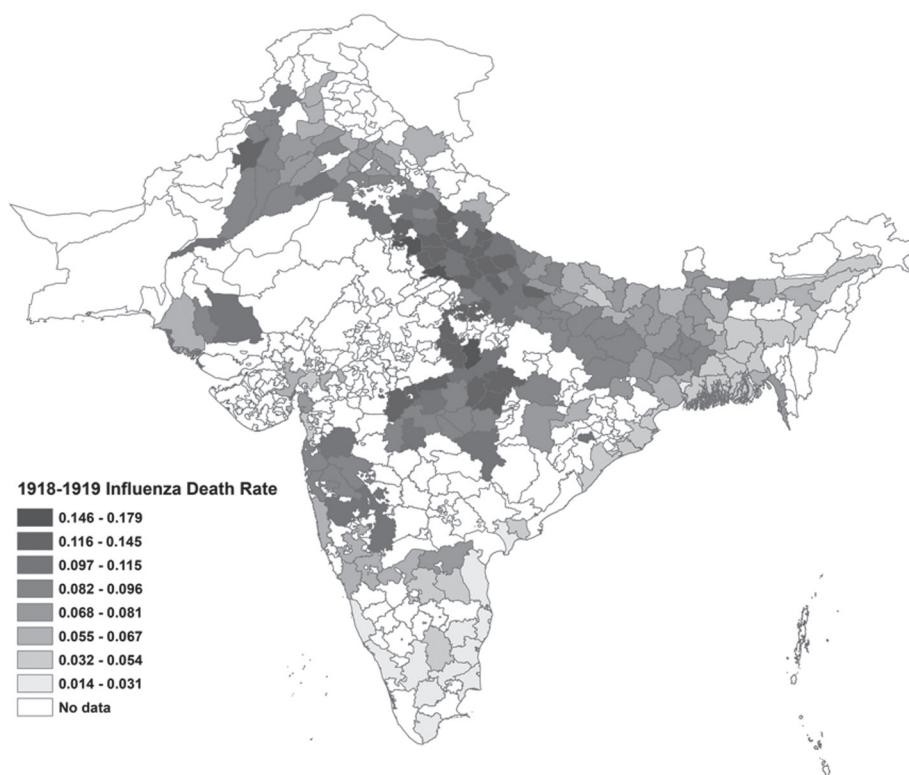 1918-1919 Influenza Death Rate
0.146 - 0.179
0.116 - 0.145
0.097 - 0.115
0.082 - 0.096
0.068 - 0.081
0.055 - 0.067
0.032 - 0.054
0.014 - 0.031
No data